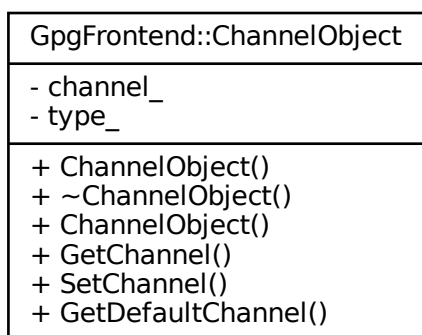 GpgFrontend::ChannelObject
- channel_
- type_
+ ChannelObject()
+ ~ChannelObject()
+ ChannelObject()
+ GetChannel()
+ SetChannel()
+ GetDefaultChannel()